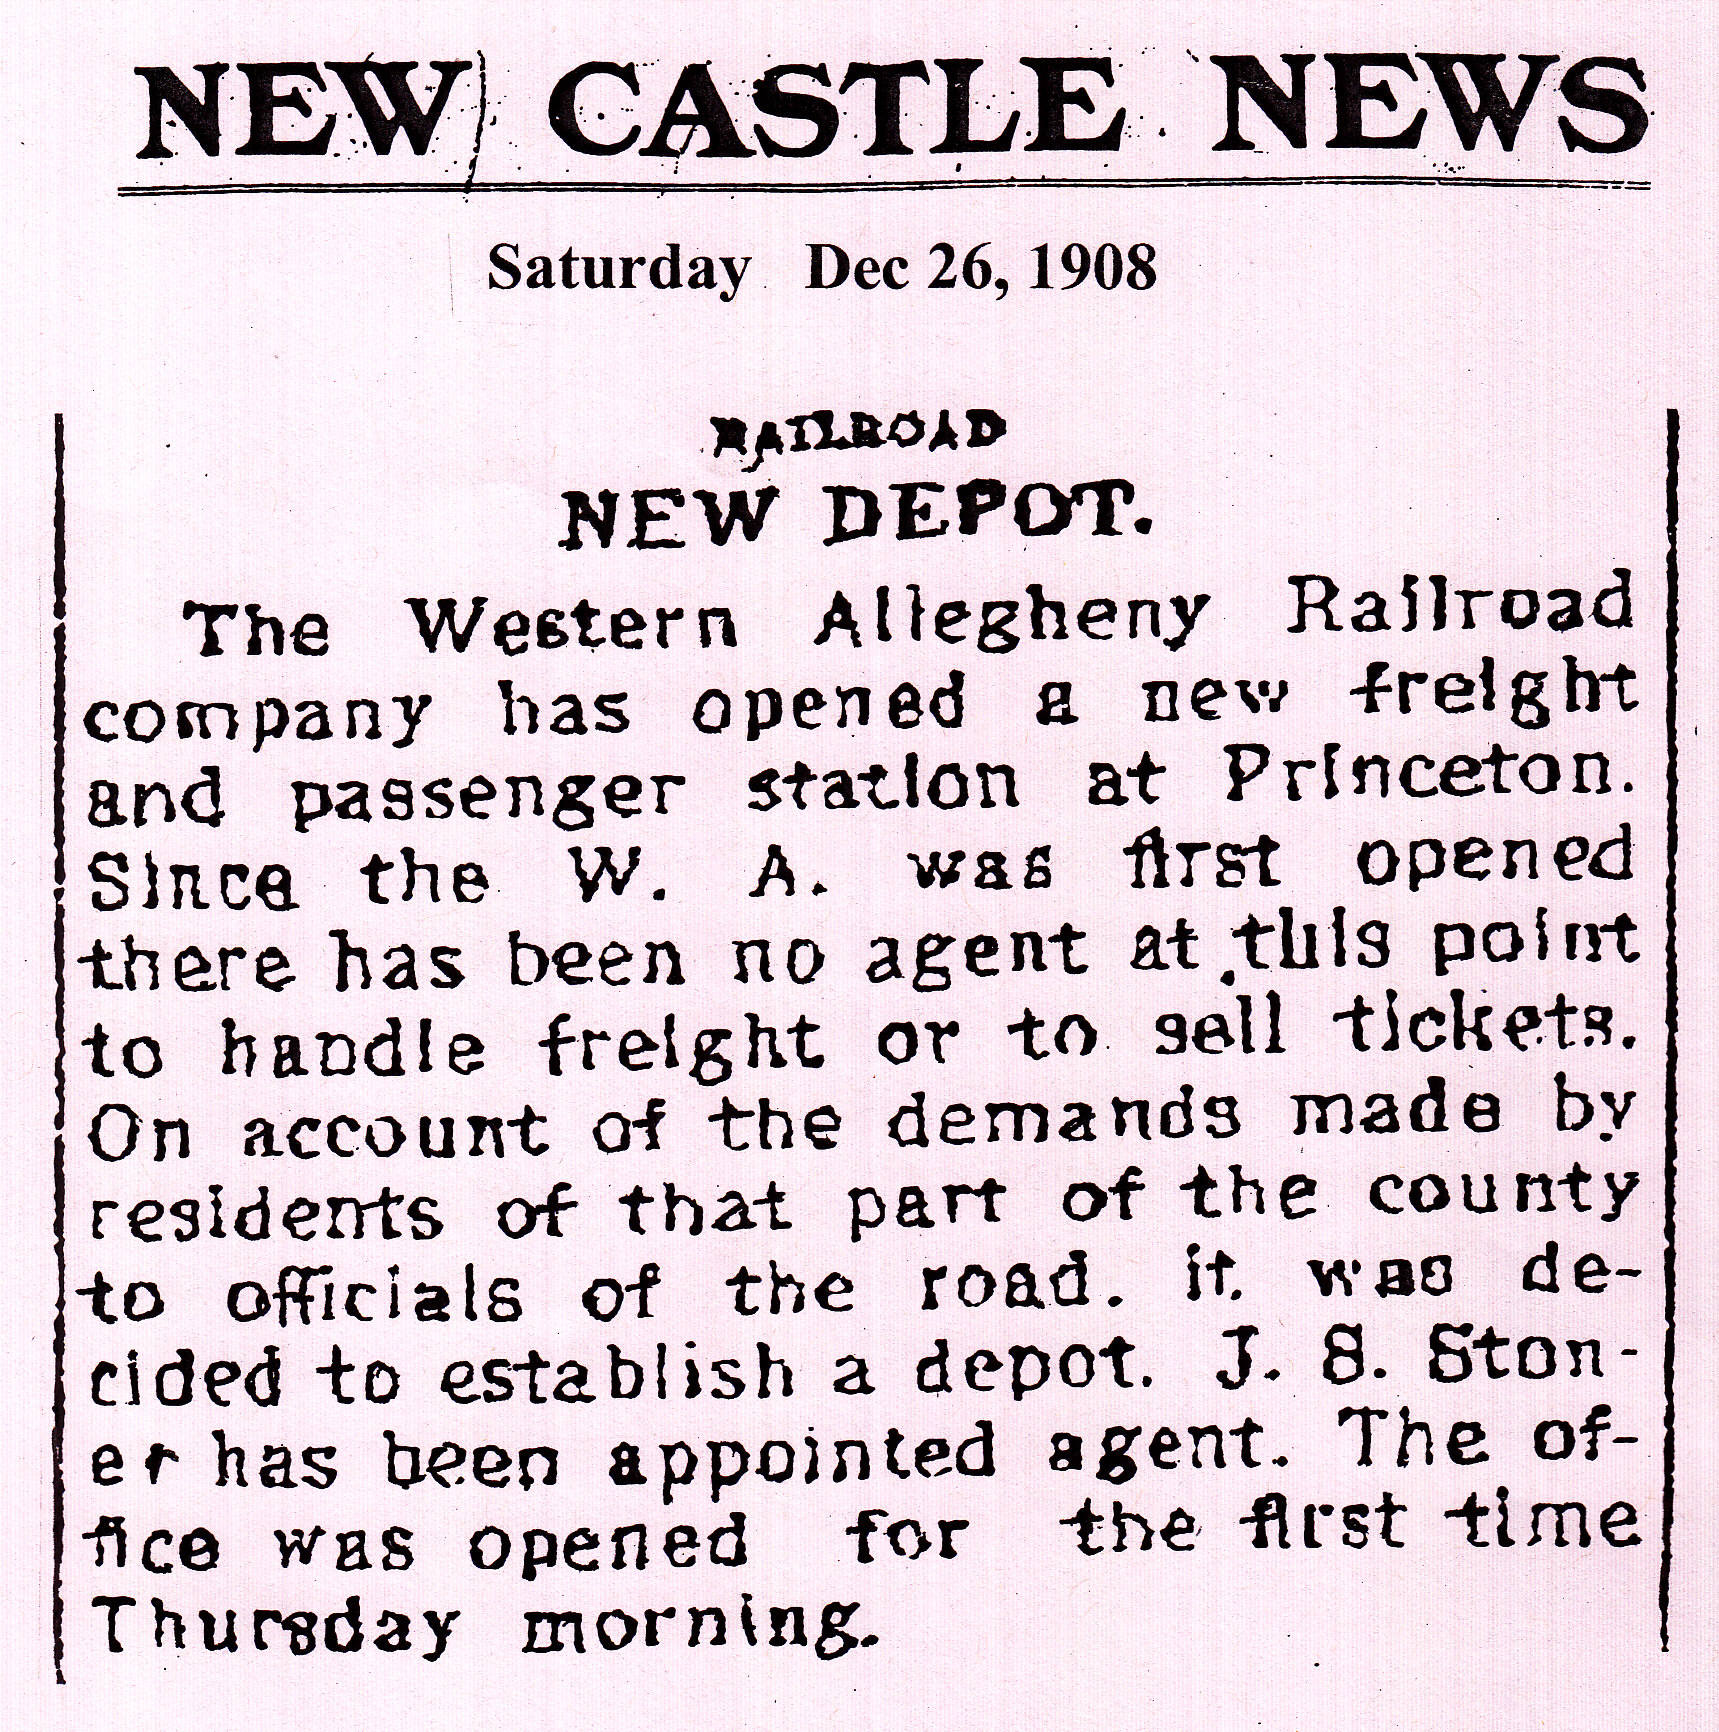 NEW CASTLE NEWS
Saturday Dec 26, 1908
RAILROAD
NEW DEPOT.
The Western Allegheny Railroad
company has opened a new freight
and passenger station at Princeton.
Since the W. A. was first opened
there has been no agent at this point
to handle freight or to sell tickets.
On account of the demands made by
residents of that part of the county
to officials of the road. it. was de-
cided to establish a depot. J. S. Ston-
er has been appointed agent. The of-
fice was opened for the first time
Thursday morning.